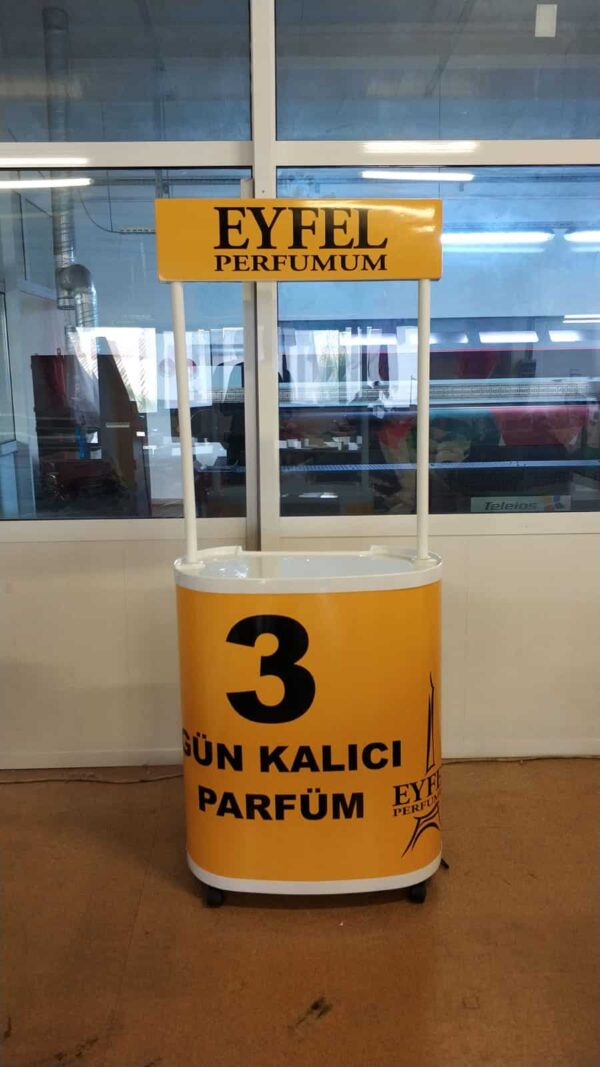 EYFEL
PERFUMUM
Teleios
3
GÜN KALICI
PARFÜM
EYFEL
PERFUMUM